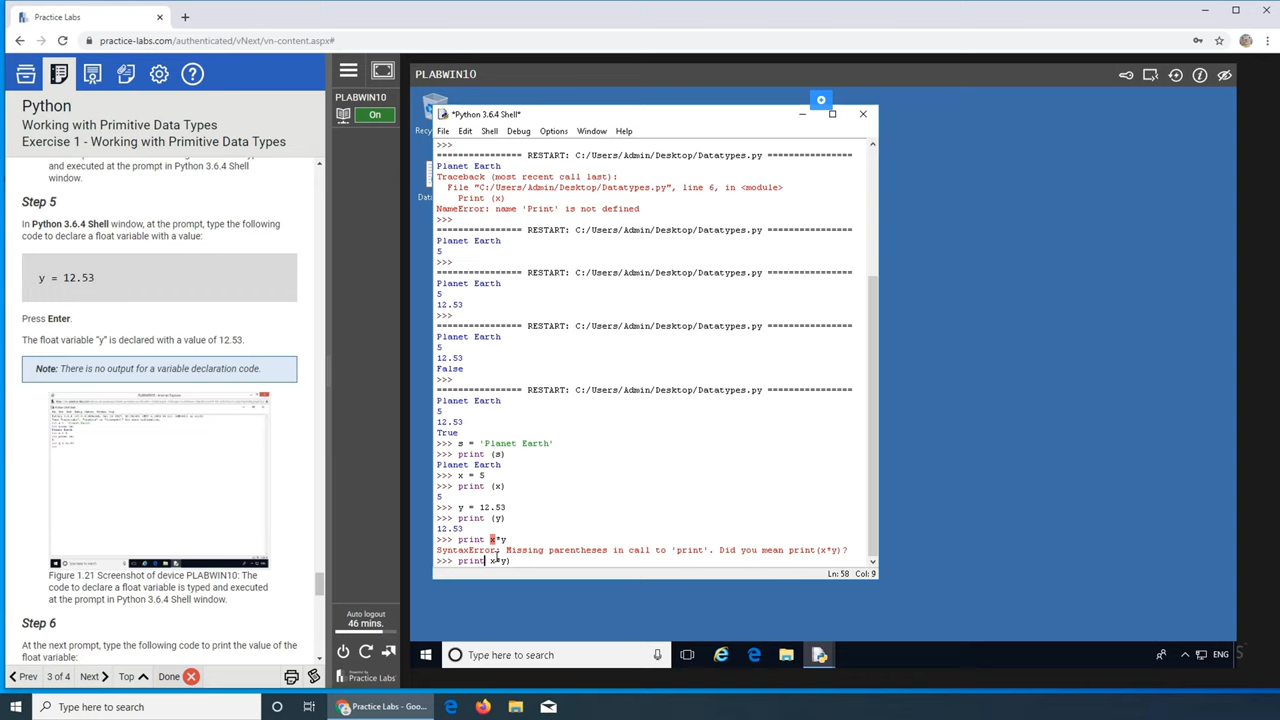 Practice Labs
practice-labs.com/authenticated/vNext/vn-content.aspx#
Python
Working with Primitive Data Types
Exercise 1 - Working with Primitive Data Types
and executed at the prompt in Python 3.6.4 Shell
window.
Step 5
In Python 3.6.4 Shell window, at the prompt, type the following
code to declare a float variable with a value:
y = 12.53
Press Enter.
The float variable "y" is declared with a value of 12.53.
Note: There is no output for a variable declaration code.
Figure 1.21 Screenshot of device PLABWIN10: The
code to declare a float variable is typed and executed
at the prompt in Python 3.6.4 Shell window.
Step 6
At the next prompt, type the following code to print the value of the
float variable:
Prev
3 of 4
Next
Top
Done
PLABWIN10
On
Auto logout
46 mins.
Practice Labs
PLABWIN10
Recy
Dat
*Python 3.6.4 Shell*
File Edit Shell Debug Options Window Help
>>>
================ RESTART: C:/Users/Admin/Desktop/Datatypes.py ================
Planet Earth
Traceback (most recent call last):
File "C:/Users/Admin/Desktop/Datatypes.py", line 6, in <module>
Print (x)
NameError: name 'Print' is not defined
>>>
================ RESTART: C:/Users/Admin/Desktop/Datatypes.py ================
Planet Earth
5
>>>
================ RESTART: C:/Users/Admin/Desktop/Datatypes.py ================
Planet Earth
5
12.53
>>>
================ RESTART: C:/Users/Admin/Desktop/Datatypes.py ================
Planet Earth
5
12.53
False
>>>
================ RESTART: C:/Users/Admin/Desktop/Datatypes.py ================
Planet Earth
5
12.53
True
>>> s = 'Planet Earth'
>>> print (s)
Planet Earth
>>> x = 5
>>> print (x)
5
>>> y = 12.53
>>> print (y)
12.53
>>> print x*y
SyntaxError: Missing parentheses in call to 'print'. Did you mean print(x*y)?
>>> print x*y)
Ln: 58 Col: 9
Type here to search
ENG
Type here to search
Practice Labs - Goo...